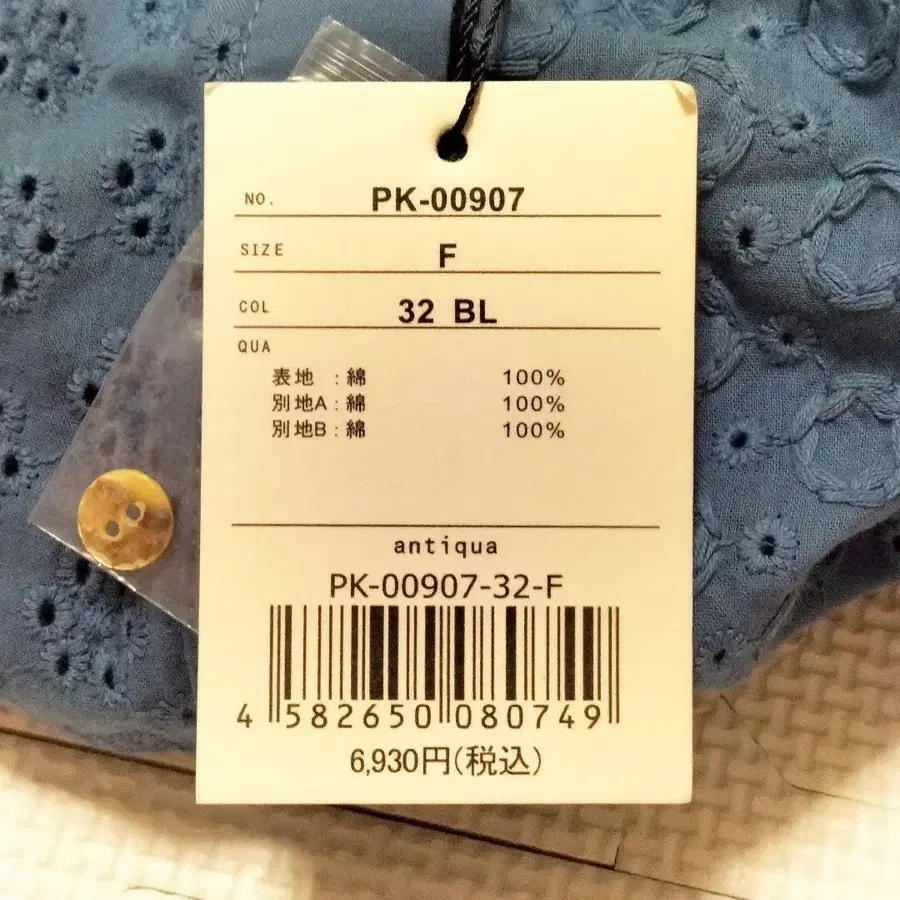 NO. PK-00907
SIZE F
COL 32 BL
QUA
表地 : 綿 100%
別地A : 綿 100%
別地B : 綿 100%
antiqua
PK-00907-32-F
4 582650 080749
6,930円(税込)